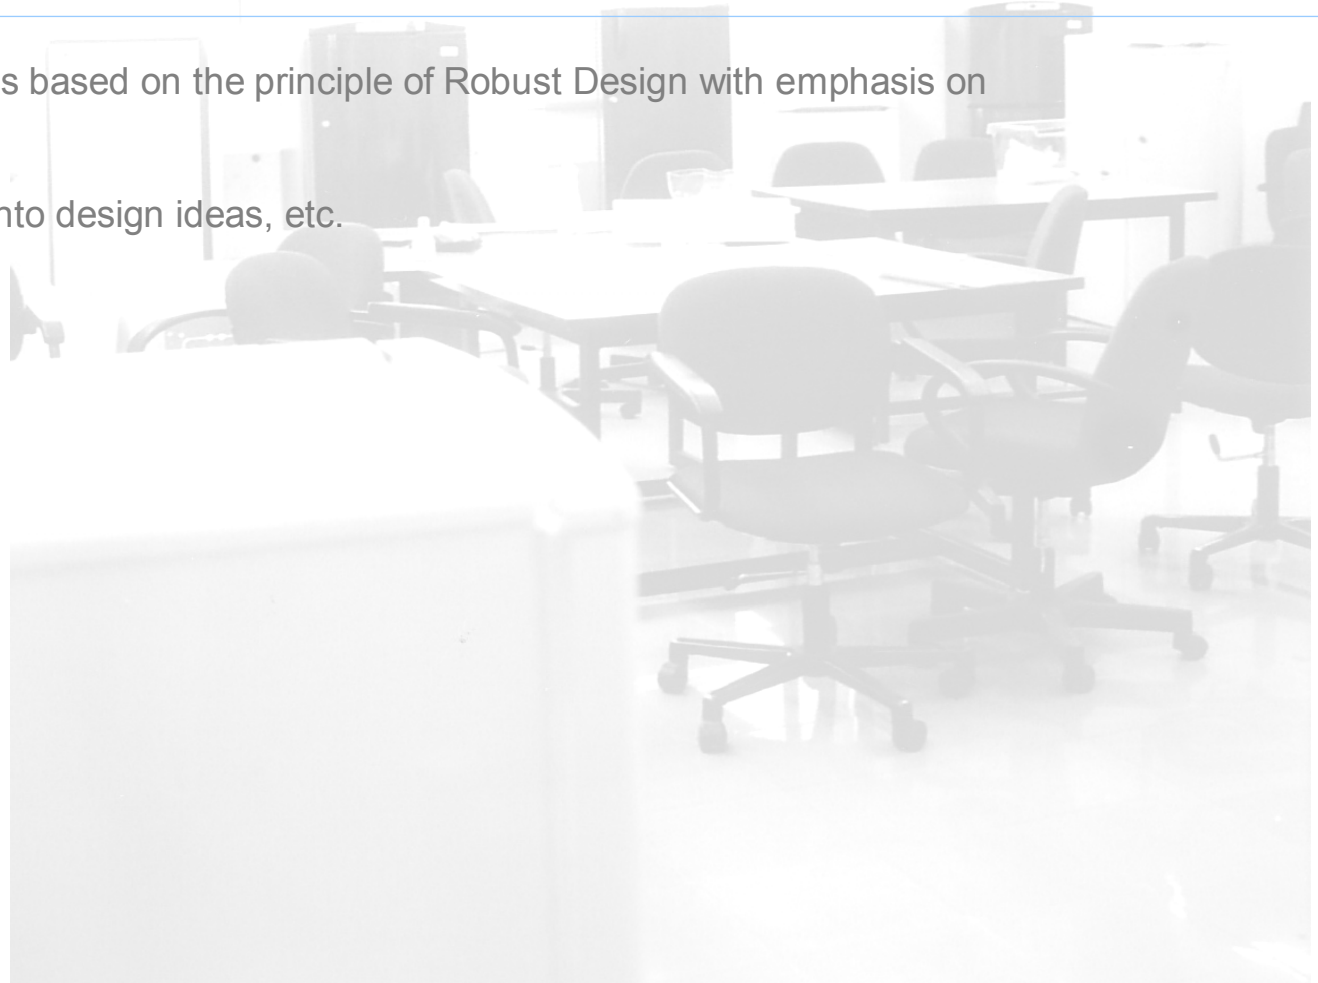 s based on the principle of Robust Design with emphasis on
nto design ideas, etc.